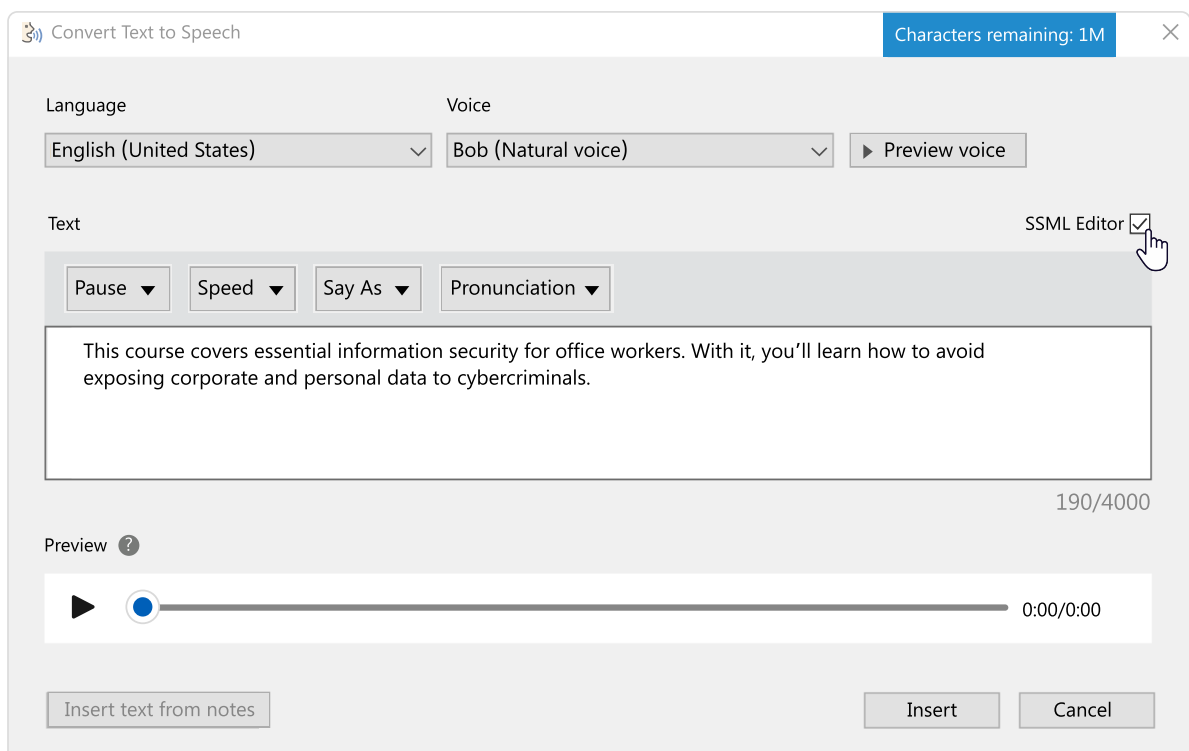 Convert Text to Speech
Characters remaining: 1M
Language
Voice
English (United States)
Bob (Natural voice)
Preview voice
Text
SSML Editor
Pause
Speed
Say As
Pronunciation
This course covers essential information security for office workers. With it, you’ll learn how to avoid
exposing corporate and personal data to cybercriminals.
190/4000
Preview ?
0:00/0:00
Insert text from notes
Insert
Cancel